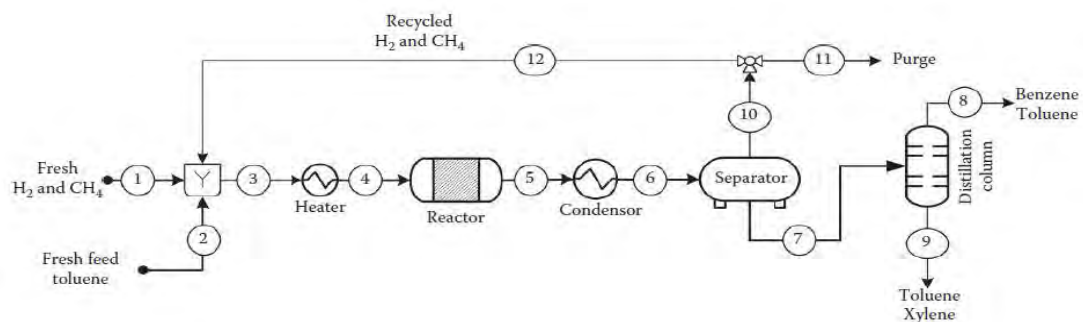 Recycled
H₂ and CH₄
12
11
Purge
8
Benzene
Toluene
10
Fresh
H₂ and CH₄
1
Y
3
Heater
4
Reactor
5
Condensor
6
Separator
Distillation
column
2
7
9
Fresh feed
toluene
Toluene
Xylene